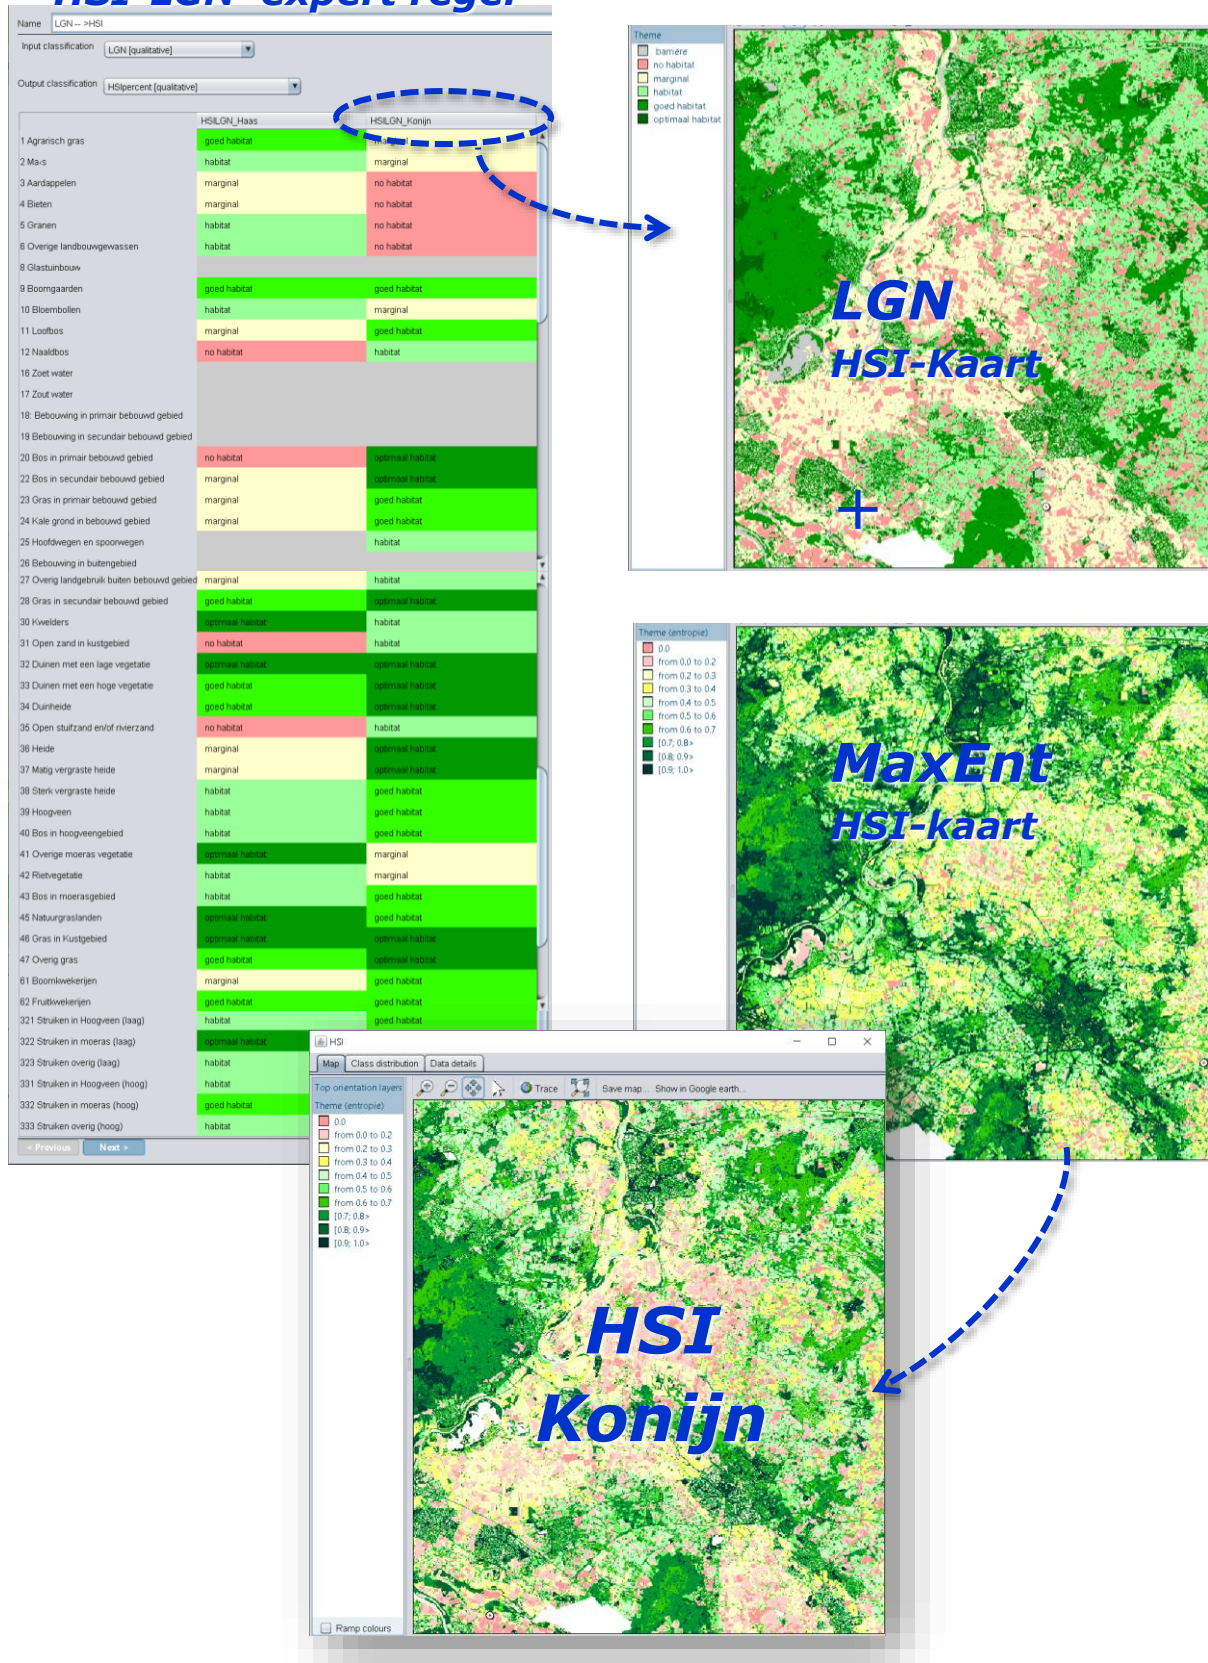 HSI-LGN expert regel
Name LGN -- >HSI
Input classification LGN [qualitative]
Output classification HSIpercent [qualitative]
HSILGN_Haas HSILGN_Konijn
1 Agrarisch gras goed habitat marginal
2 Ma‹s habitat marginal
3 Aardappelen marginal no habitat
4 Bieten marginal no habitat
5 Granen habitat no habitat
6 Overige landbouwgewassen habitat no habitat
8 Glastuinbouw
9 Boomgaarden goed habitat goed habitat
10 Bloembollen habitat marginal
11 Loofbos marginal goed habitat
12 Naaldbos no habitat habitat
16 Zoet water
17 Zout water
18: Bebouwing in primair bebouwd gebied
19 Bebouwing in secundair bebouwd gebied
20 Bos in primair bebouwd gebied no habitat optimaal habitat
22 Bos in secundair bebouwd gebied marginal optimaal habitat
23 Gras in primair bebouwd gebied marginal goed habitat
24 Kale grond in bebouwd gebied marginal goed habitat
25 Hoofdwegen en spoorwegen habitat
26 Bebouwing in buitengebied
27 Overig landgebruik buiten bebouwd gebied marginal habitat
28 Gras in secundair bebouwd gebied goed habitat optimaal habitat
30 Kwelders optimaal habitat habitat
31 Open zand in kustgebied no habitat habitat
32 Duinen met een lage vegetatie optimaal habitat optimaal habitat
33 Duinen met een hoge vegetatie goed habitat optimaal habitat
34 Duinheide goed habitat optimaal habitat
35 Open stuifzand en/of rivierzand no habitat habitat
36 Heide marginal optimaal habitat
37 Matig vergraste heide marginal optimaal habitat
38 Sterk vergraste heide habitat goed habitat
39 Hoogveen habitat goed habitat
40 Bos in hoogveengebied habitat goed habitat
41 Overige moeras vegetatie optimaal habitat marginal
42 Rietvegetatie habitat marginal
43 Bos in moerasgebied habitat goed habitat
45 Natuurgraslanden optimaal habitat goed habitat
46 Gras in Kustgebied optimaal habitat optimaal habitat
47 Overig gras goed habitat optimaal habitat
61 Boomkwekerijen marginal goed habitat
62 Fruitkwekerijen goed habitat goed habitat
321 Struiken in Hoogveen (laag) habitat goed habitat
322 Struiken in moeras (laag) optimaal habitat
323 Struiken overig (laag) habitat
331 Struiken in Hoogveen (hoog) habitat
332 Struiken in moeras (hoog) goed habitat
333 Struiken overig (hoog) habitat
< Previous Next >
Theme
barriere
no habitat
marginal
habitat
goed habitat
optimaal habitat
LGN
HSI-Kaart
+
Theme (entropie)
0.0
from 0.0 to 0.2
from 0.2 to 0.3
from 0.3 to 0.4
from 0.4 to 0.5
from 0.5 to 0.6
from 0.6 to 0.7
[0.7; 0.8>
[0.8; 0.9>
[0.9; 1.0>
MaxEnt
HSI-kaart
HSI
Map Class distribution Data details
Top orientation layers Trace Save map... Show in Google earth...
Theme (entropie)
0.0
from 0.0 to 0.2
from 0.2 to 0.3
from 0.3 to 0.4
from 0.4 to 0.5
from 0.5 to 0.6
from 0.6 to 0.7
[0.7; 0.8>
[0.8; 0.9>
[0.9; 1.0>
HSI
Konijn
Ramp colours